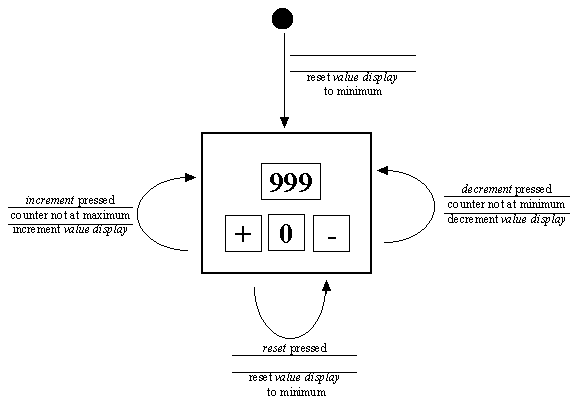 reset value display
to minimum
999
+ 0 -
increment pressed
counter not at maximum
increment value display
decrement pressed
counter not at minimum
decrement value display
reset pressed
reset value display
to minimum